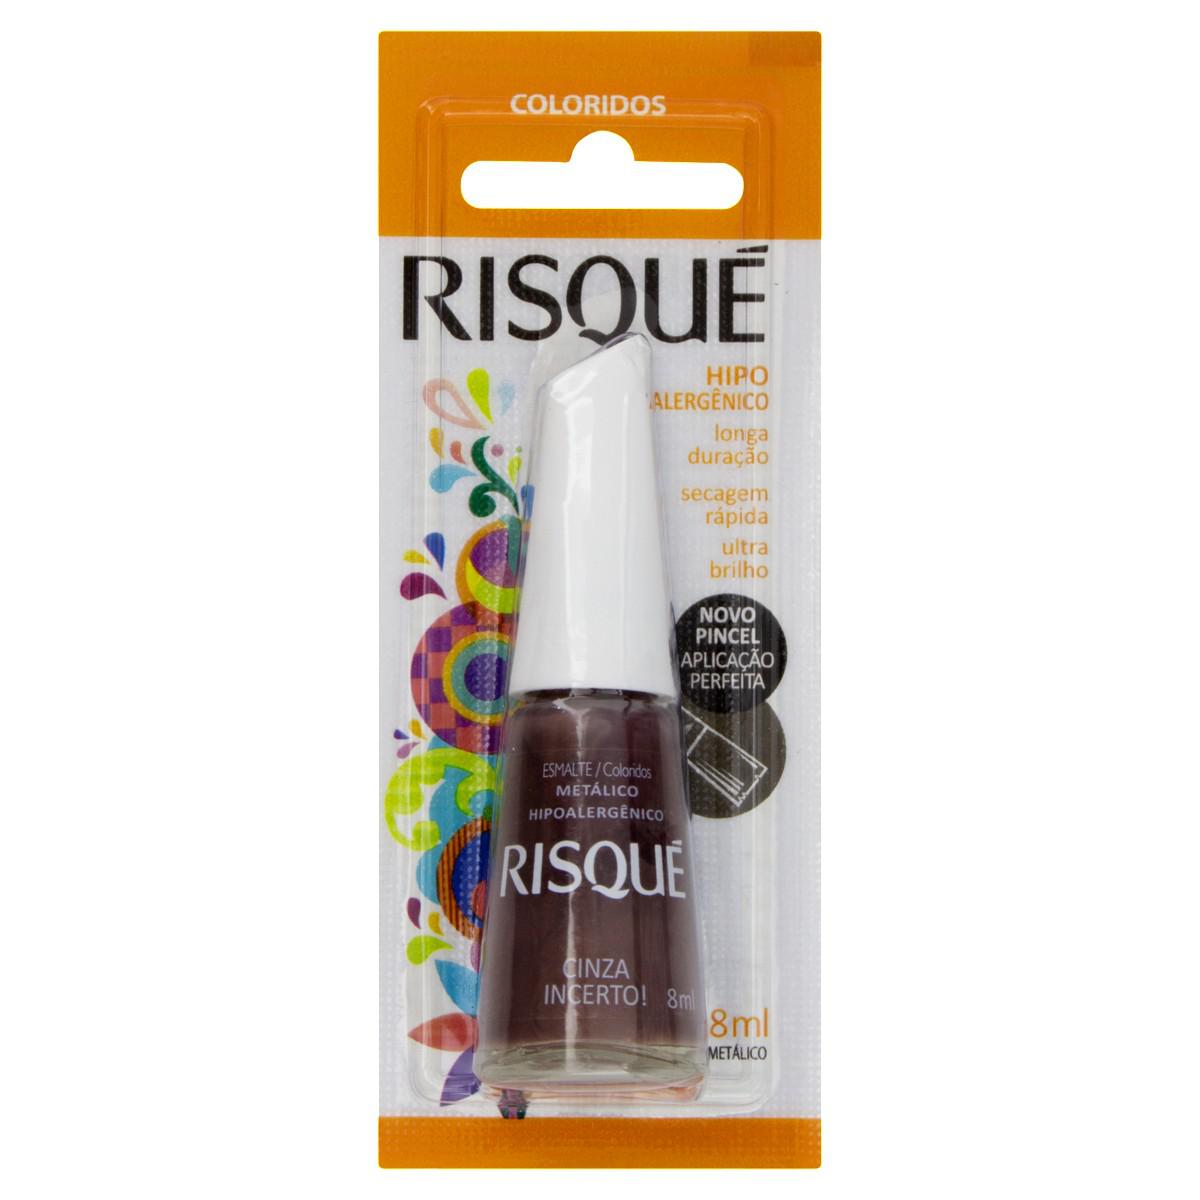 COLORIDOS
RISQUÉ
HIPO
ALERGÊNICO
longa
duração
secagem
rápida
ultra
brilho
NOVO
PINCEL
APLICAÇÃO
PERFEITA
ESMALTE / Coloridos
METÁLICO
HIPOALERGÊNICO
RISQUÉ
CINZA
INCERTO! 8ml
8ml
METÁLICO